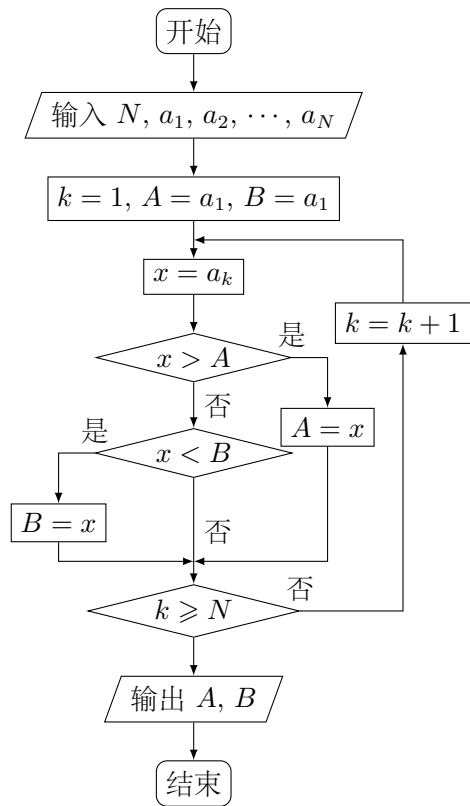 开始
输入 N, a₁, a₂, ⋯, a_N
k = 1, A = a₁, B = a₁
x = a_k
k = k + 1
是
x > A
否
A = x
是
x < B
B = x
否
否
k ⩾ N
输出 A, B
结束